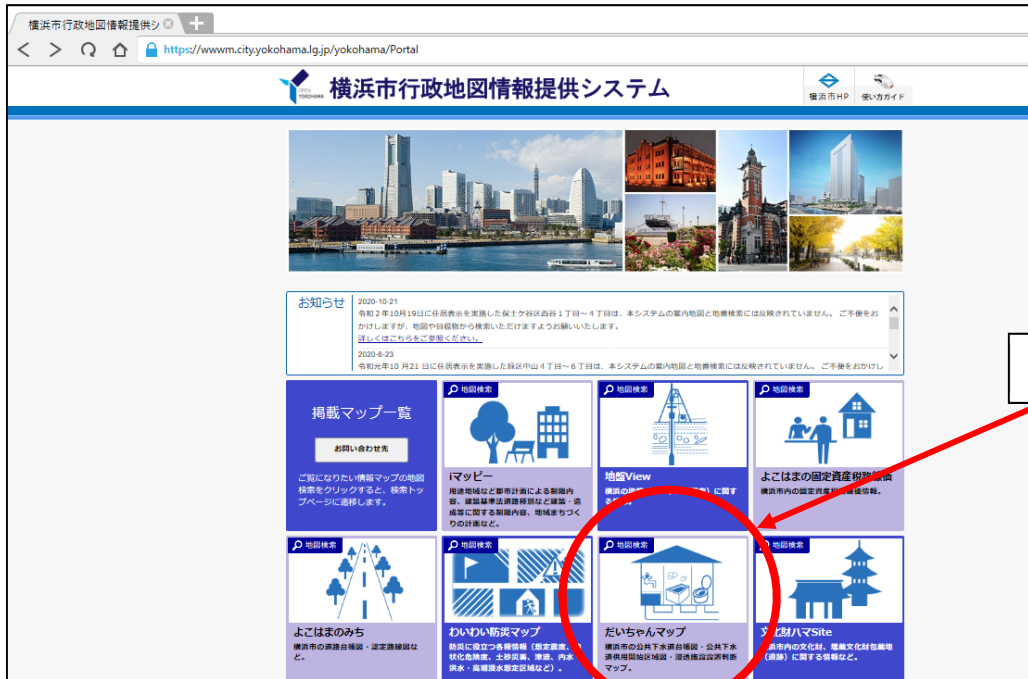 横浜市行政地図情報提供シ
https://wwwm.city.yokohama.lg.jp/yokohama/Portal
OPEN YOKOHAMA
横浜市行政地図情報提供システム
横浜市HP
使い方ガイド
お知らせ
2020-10-21
令和2年10月19日に住居表示を実施した保土ケ谷区西谷1丁目~4丁目は、本システムの案内地図と地番検索には反映されていません。 ご不便をお
かけしますが、地図や目標物から検索いただけますようお願いいたします。
詳しくはこちらをご参照ください。
2020-6-23
令和元年10月21日に住居表示を実施した緑区中山4丁目~6丁目は、本システムの案内地図と地番検索には反映されていません。 ご不便をおかけし
掲載マップ一覧
お問い合わせ先
ご覧になりたい情報マップの地図
検索をクリックすると、検索トッ
プページに遷移します。
地図検索
iマッピー
用途地域など都市計画による制限内
容、建築基準法道路種別など建築・造
成等に関する制限内容、地域まちづく
りの計画など。
地図検索
地盤View
横浜の地
に関す
地図検索
よこはまの固定資産税路線価
横浜市内の固定資産税路線価情報。
地図検索
よこはまのみち
横浜市の道路台帳図・認定路線図な
ど。
地図検索
わいわい防災マップ
防災に役立つ各種情報(想定震度、
状化危険度、土砂災害、津波、内水
洪水・高潮浸水想定区域など)。
地図検索
だいちゃんマップ
横浜市の公共下水道台帳図・公共下水
道供用開始区域図・浸透施設設置判断
マップ。
地図検索
文化財ハマSite
横浜市内の文化財、埋蔵文化財包蔵地
(遺跡)に関する情報など。